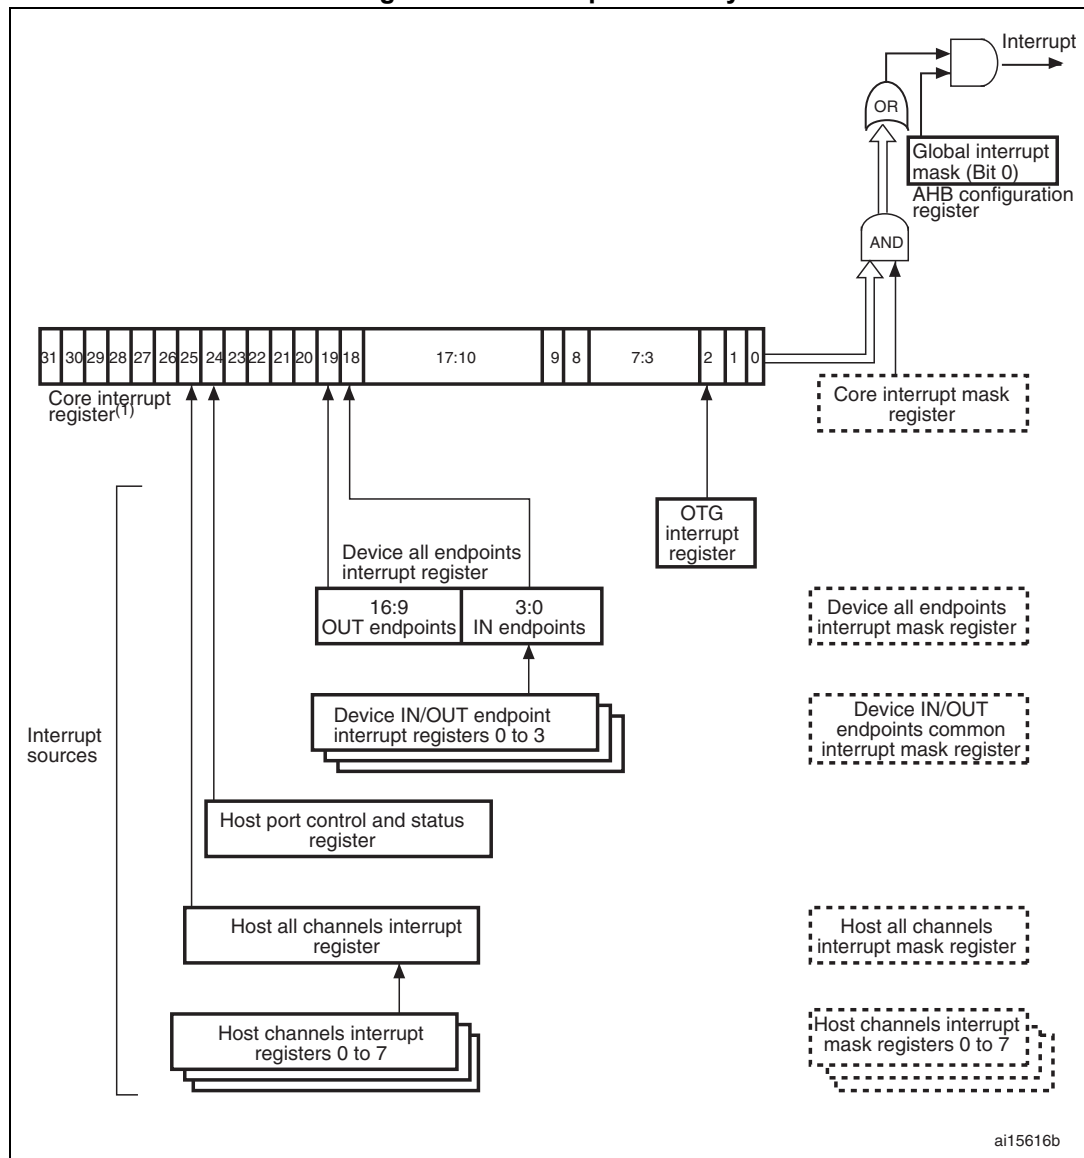 Interrupt
OR
Global interrupt
mask (Bit 0)
AHB configuration
register
AND
31 30 29 28 27 26 25 24 23 22 21 20 19 18 17:10 9 8 7:3 2 1 0
Core interrupt
register(1)
Core interrupt mask
register
OTG
interrupt
register
Device all endpoints
interrupt register
16:9
OUT endpoints
3:0
IN endpoints
Device all endpoints
interrupt mask register
Device IN/OUT endpoint
interrupt registers 0 to 3
Device IN/OUT
endpoints common
interrupt mask register
Interrupt
sources
Host port control and status
register
Host all channels interrupt
register
Host all channels
interrupt mask register
Host channels interrupt
registers 0 to 7
Host channels interrupt
mask registers 0 to 7
ai15616b